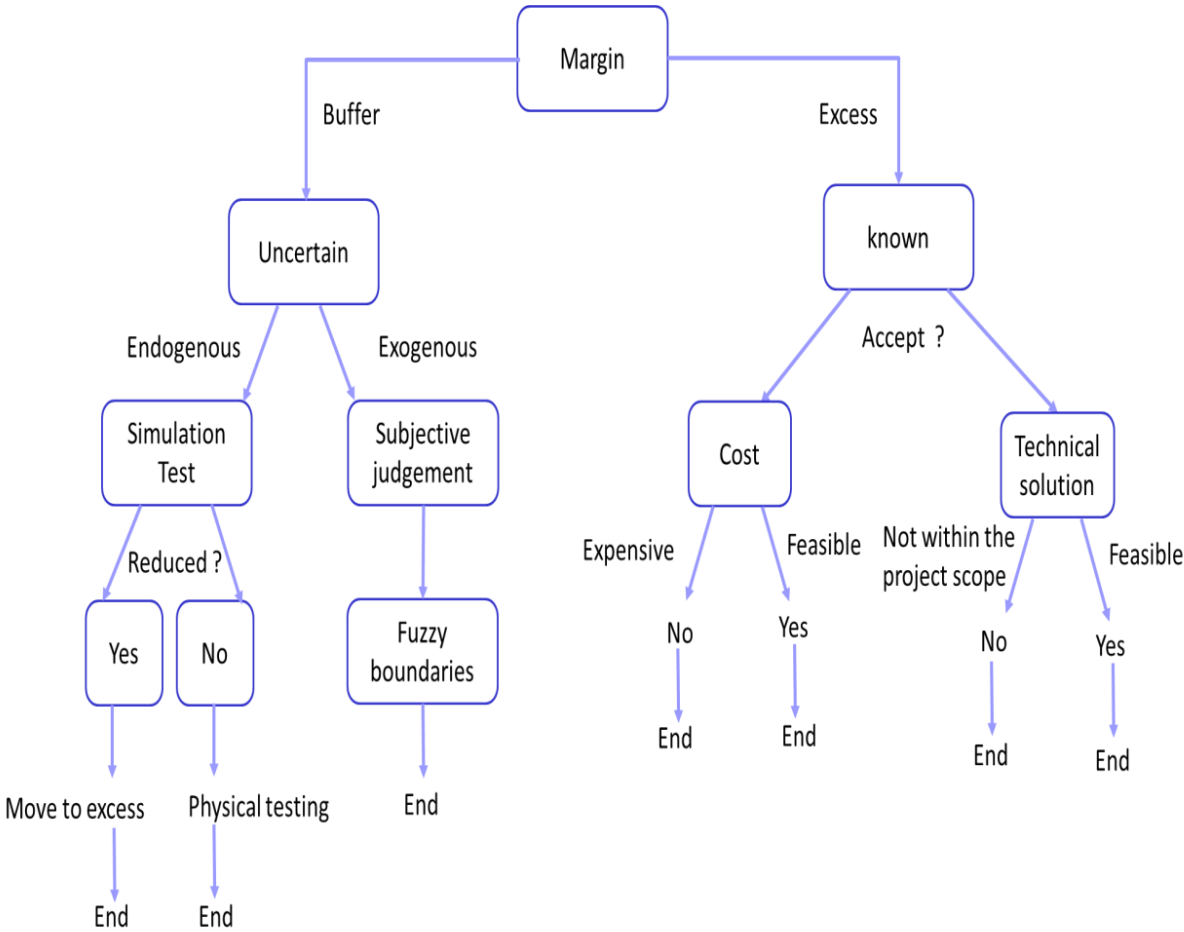 Margin
Buffer
Excess
Uncertain
known
Endogenous
Exogenous
Accept ?
Simulation
Test
Subjective
judgement
Cost
Technical
solution
Reduced ?
Expensive
Feasible
Not within the
project scope
Feasible
Yes
No
Fuzzy
boundaries
No
Yes
No
Yes
End
End
End
End
Move to excess
Physical testing
End
End
End